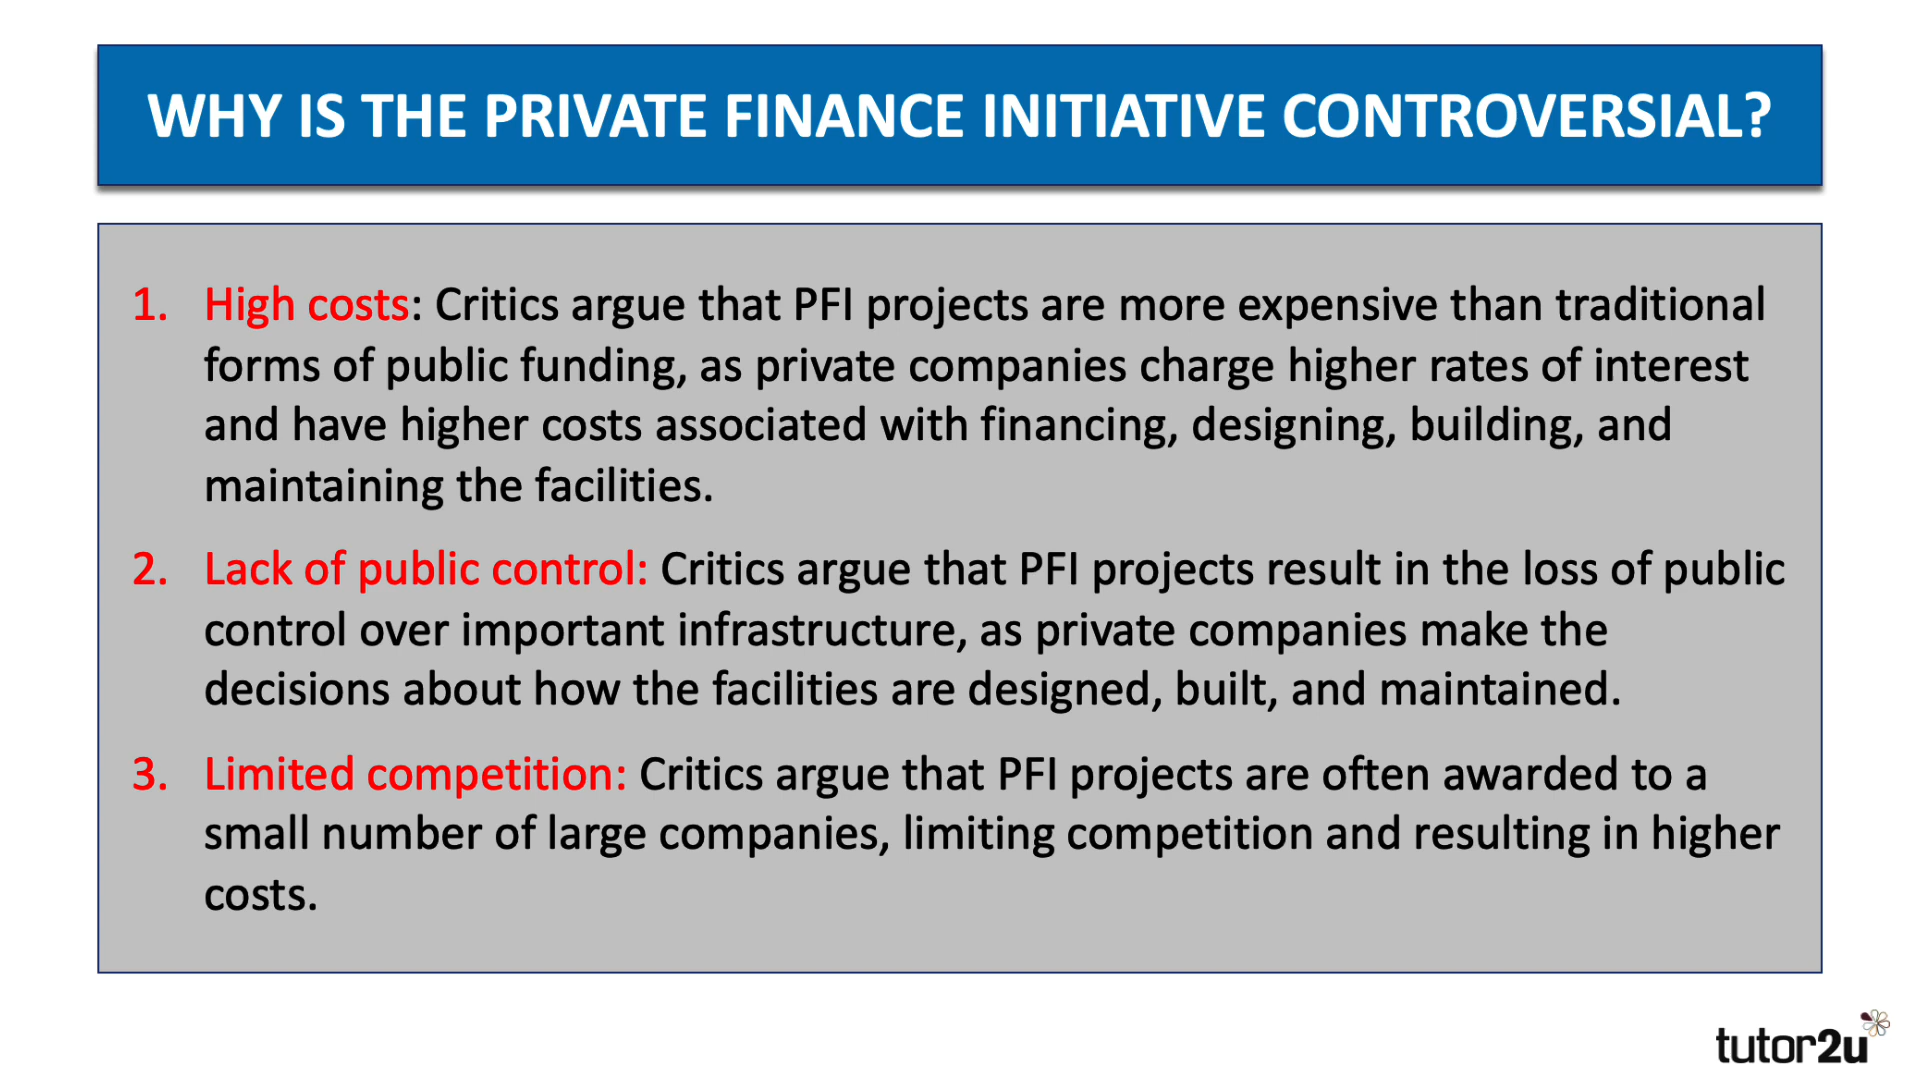 WHY IS THE PRIVATE FINANCE INITIATIVE CONTROVERSIAL?
1. High costs: Critics argue that PFI projects are more expensive than traditional
forms of public funding, as private companies charge higher rates of interest
and have higher costs associated with financing, designing, building, and
maintaining the facilities.
2. Lack of public control: Critics argue that PFI projects result in the loss of public
control over important infrastructure, as private companies make the
decisions about how the facilities are designed, built, and maintained.
3. Limited competition: Critics argue that PFI projects are often awarded to a
small number of large companies, limiting competition and resulting in higher
costs.
tutor2u